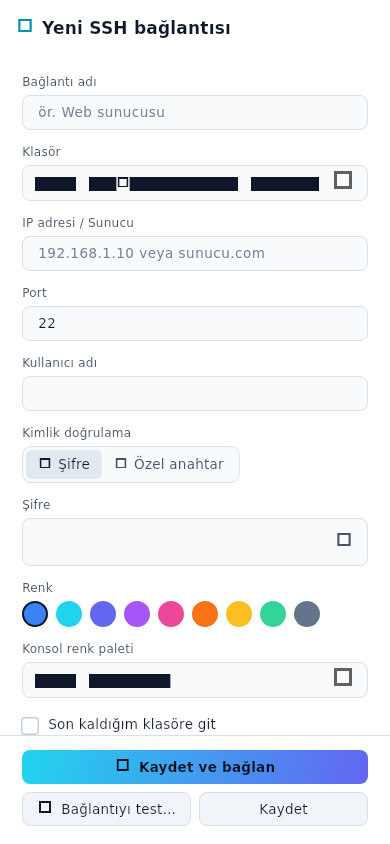 Yeni SSH bağlantısı
Bağlantı adı
ör. Web sunucusu
Klasör
IP adresi / Sunucu
192.168.1.10 veya sunucu.com
Port
22
Kullanıcı adı
Kimlik doğrulama
Şifre
Özel anahtar
Şifre
Renk
Konsol renk paleti
Son kaldığım klasöre git
Kaydet ve bağlan
Bağlantıyı test...
Kaydet